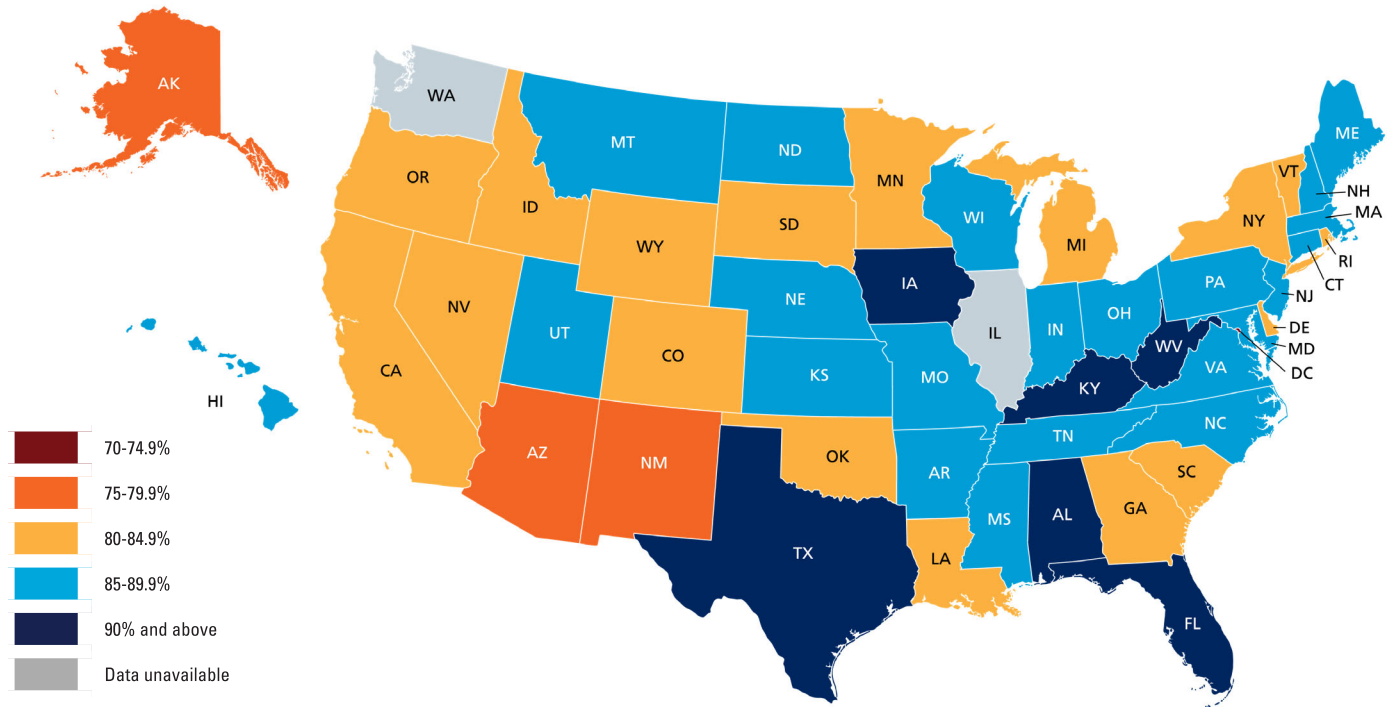 AK
WA
MT
ND
MN
ME
OR
ID
WY
SD
WI
MI
NY
VT
NH
MA
RI
CT
NV
UT
CO
NE
IA
IL
IN
OH
PA
NJ
DE
MD
DC
CA
KS
MO
KY
WV
VA
HI
AZ
NM
OK
AR
TN
NC
SC
TX
LA
MS
AL
GA
FL
70-74.9%
75-79.9%
80-84.9%
85-89.9%
90% and above
Data unavailable